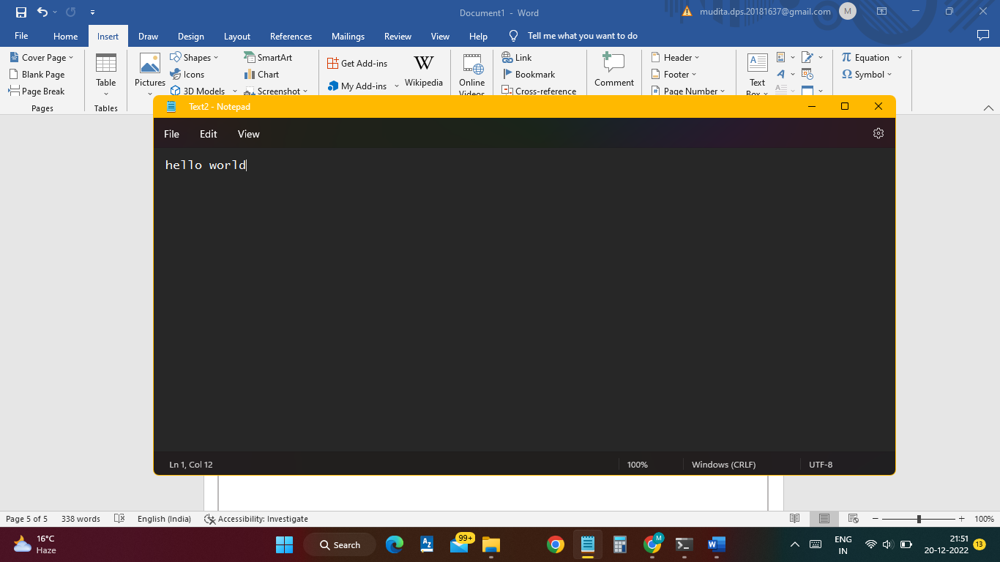 Document1 - Word
mudita.dps.20181637@gmail.com
M
File Home Insert Draw Design Layout References Mailings Review View Help Tell me what you want to do
Cover Page
Blank Page
Page Break
Pages
Table
Tables
Pictures
Shapes
Icons
3D Models
SmartArt
Chart
Screenshot
Get Add-ins
My Add-ins
W
Wikipedia
Online
Videos
Link
Bookmark
Cross-reference
Comment
Header
Footer
Page Number
Text
Box
Equation
Symbol
Text2 - Notepad
File Edit View
hello world
Ln 1, Col 12 100% Windows (CRLF) UTF-8
Page 5 of 5 338 words English (India) Accessibility: Investigate 100%
16°C
Haze
Search
99+
M
ENG
IN
21:51
20-12-2022
13